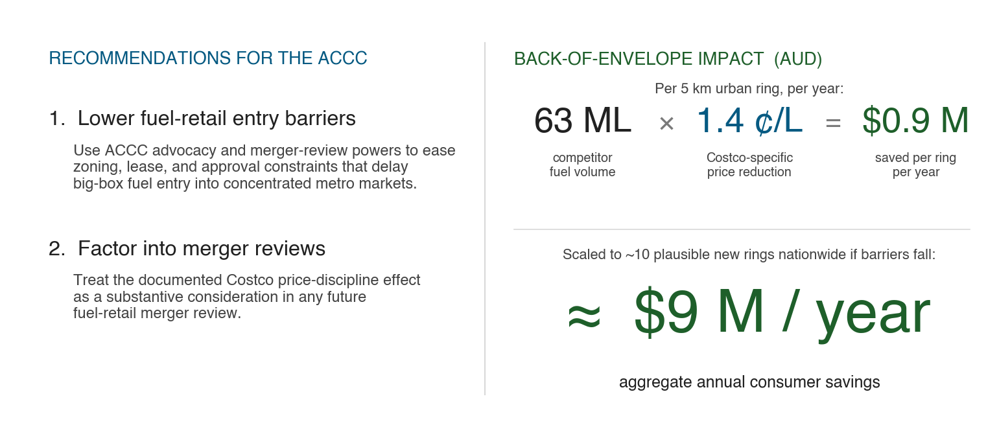 RECOMMENDATIONS FOR THE ACCC
1. Lower fuel-retail entry barriers
Use ACCC advocacy and merger-review powers to ease
zoning, lease, and approval constraints that delay
big-box fuel entry into concentrated metro markets.
2. Factor into merger reviews
Treat the documented Costco price-discipline effect
as a substantive consideration in any future
fuel-retail merger review.
BACK-OF-ENVELOPE IMPACT (AUD)
Per 5 km urban ring, per year:
63 ML × 1.4 ¢/L = $0.9 M
competitor
fuel volume
Costco-specific
price reduction
saved per ring
per year
Scaled to ~10 plausible new rings nationwide if barriers fall:
≈ $9 M / year
aggregate annual consumer savings